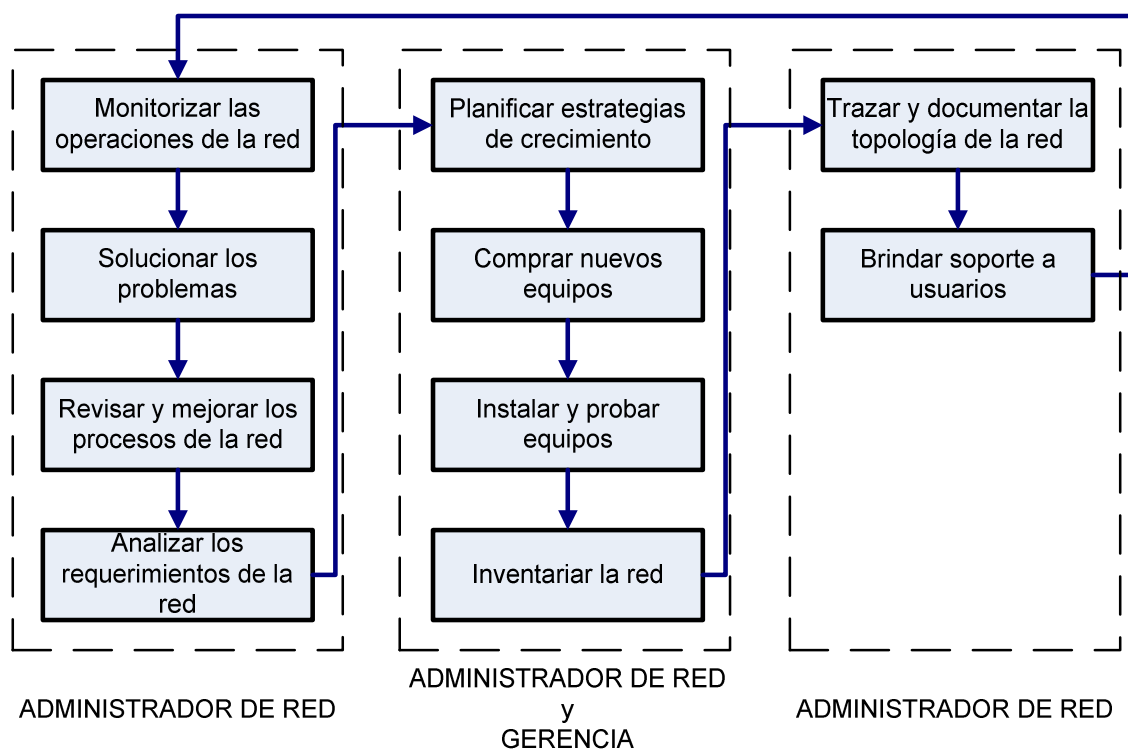 Monitorizar las
operaciones de la red
Solucionar los
problemas
Revisar y mejorar los
procesos de la red
Analizar los
requerimientos de la
red
ADMINISTRADOR DE RED
Planificar estrategias
de crecimiento
Comprar nuevos
equipos
Instalar y probar
equipos
Inventariar la red
ADMINISTRADOR DE RED
y
GERENCIA
Trazar y documentar la
topología de la red
Brindar soporte a
usuarios
ADMINISTRADOR DE RED